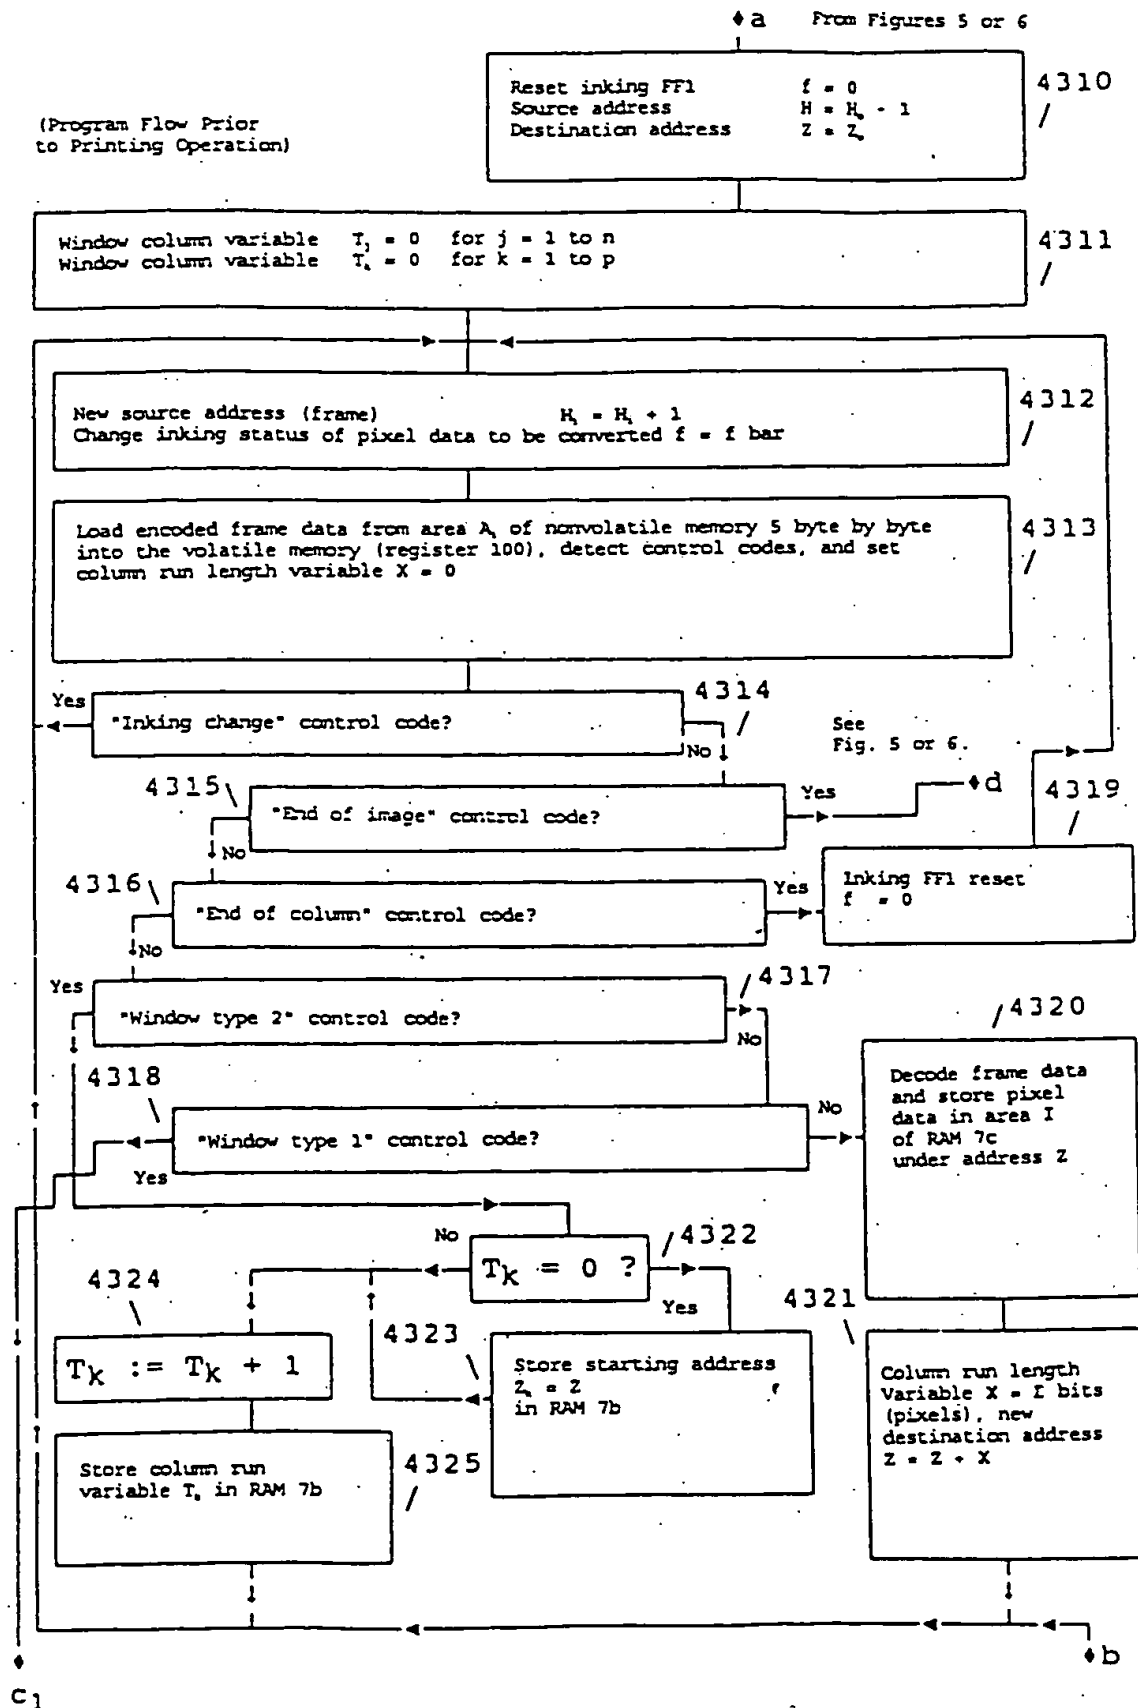 a From Figures 5 or 6
Reset inking FF1 f = 0
Source address H = H₀ - 1
Destination address Z = Z₀
4310
(Program Flow Prior
to Printing Operation)
Window column variable Tⱼ = 0 for j = 1 to n
Window column variable Tₖ = 0 for k = 1 to p
4311
New source address (frame) Hᵢ = Hᵢ + 1
Change inking status of pixel data to be converted f = f bar
4312
Load encoded frame data from area Aᵢ of nonvolatile memory 5 byte by byte
into the volatile memory (register 100), detect control codes, and set
column run length variable X = 0
4313
Yes
"Inking change" control code?
4314
No
See
Fig. 5 or 6.
4315
"End of image" control code?
Yes
d
4319
No
4316
"End of column" control code?
Yes
Inking FF1 reset
f = 0
No
Yes
"Window type 2" control code?
4317
No
4320
4318
"Window type 1" control code?
No
Yes
Decode frame data
and store pixel
data in area I
of RAM 7c
under address Z
No
Tk = 0 ?
4322
Yes
4324
Tk := Tk + 1
4323
Store starting address
Zₖ = Z
in RAM 7b
4321
Column run length
Variable X = Σ bits
(pixels), new
destination address
Z = Z + X
Store column run
variable Tₖ in RAM 7b
4325
b
c1